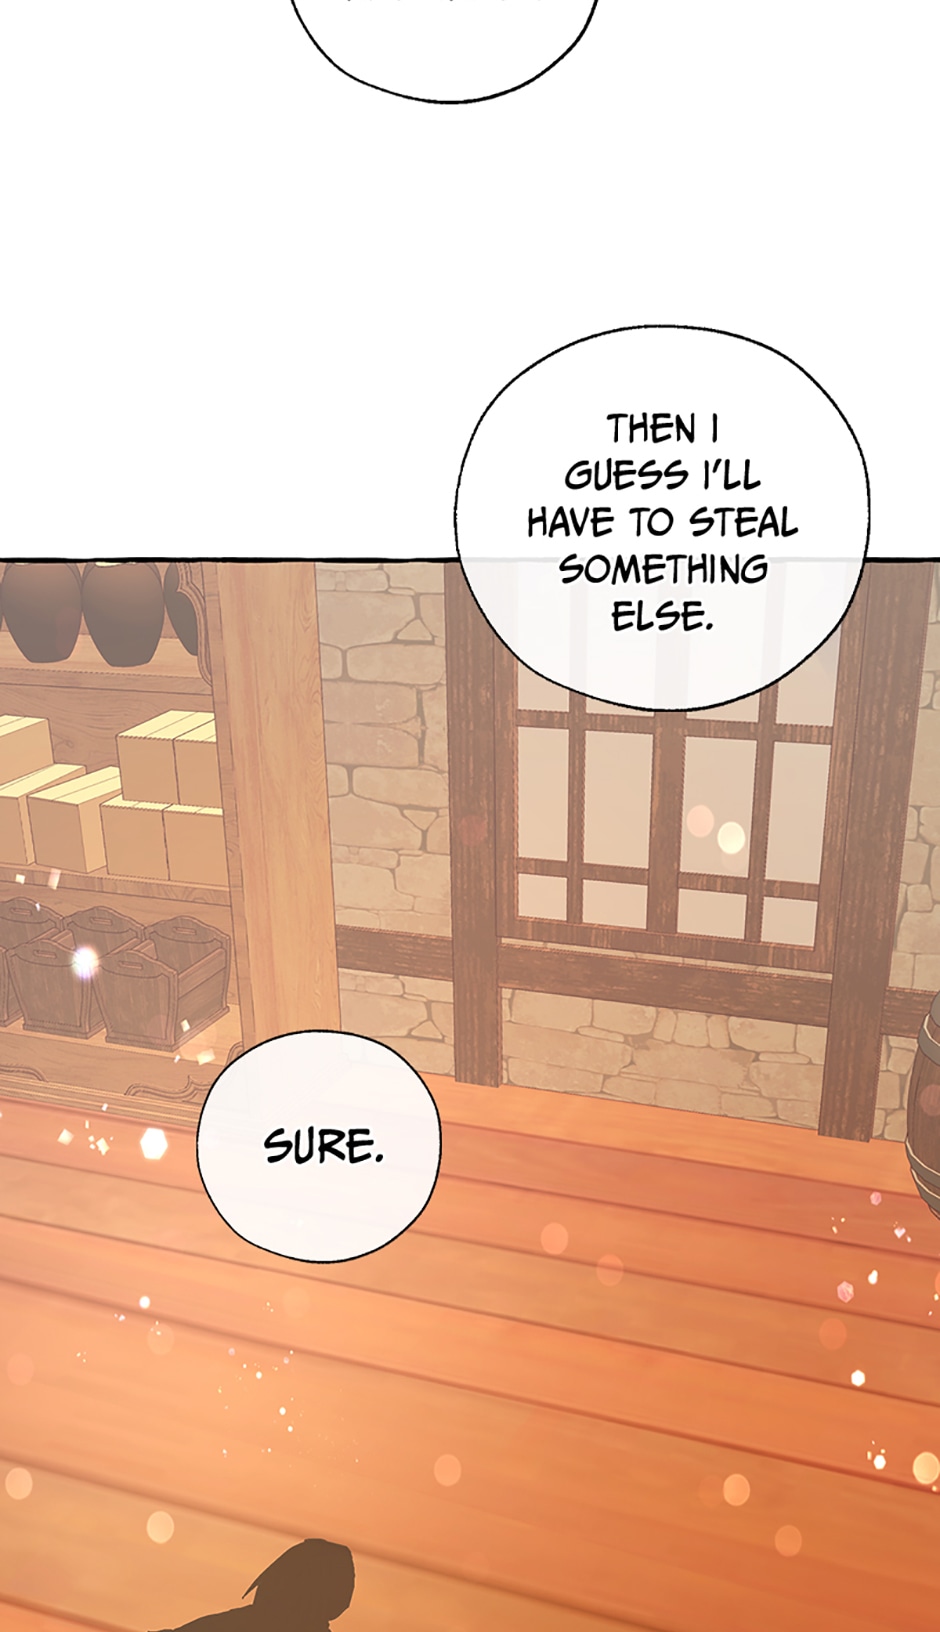 THEN I
GUESS I'LL
HAVE TO STEAL
SOMETHING
ELSE.
SURE.